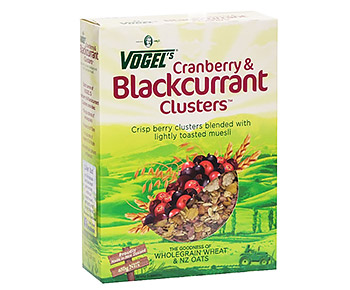 VOGEL'S
Cranberry &
Blackcurrant
Clusters™
Crisp berry clusters blended with
lightly toasted muesli
THE GOODNESS OF
WHOLEGRAIN WHEAT
& NZ OATS